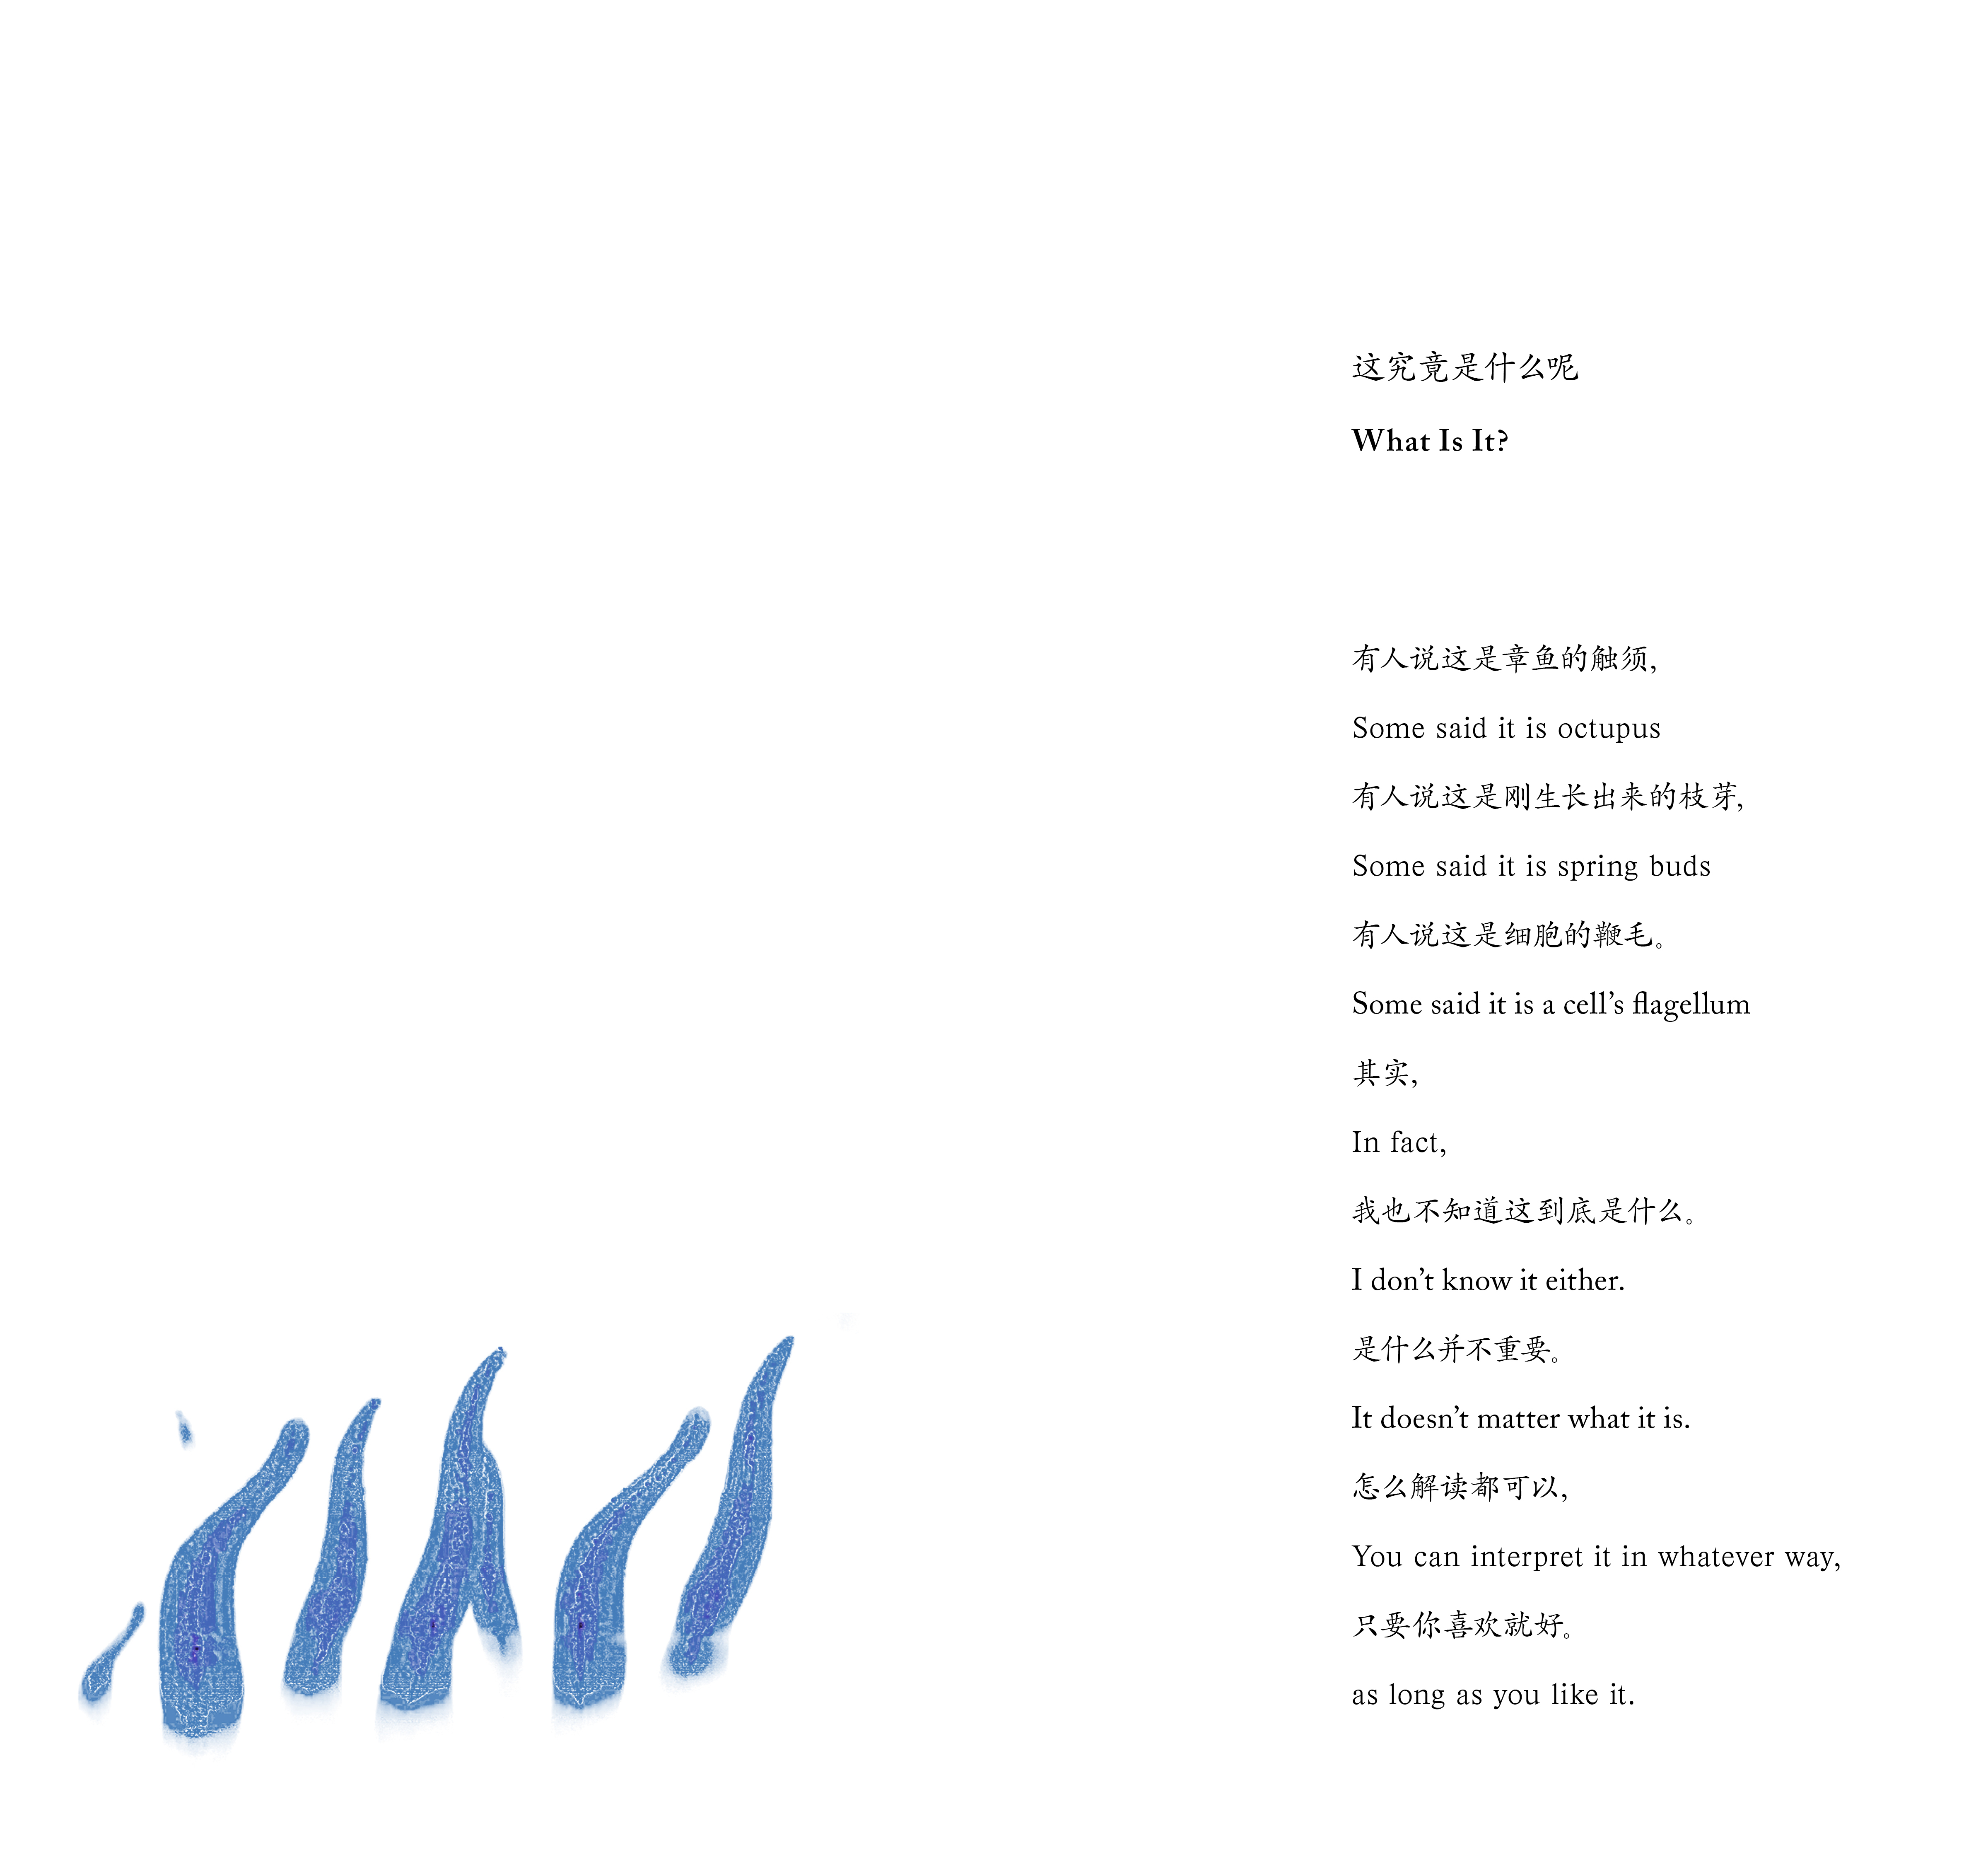 这究竟是什么呢
What Is It?
有人说这是章鱼的触须,
Some said it is octupus
有人说这是刚生长出来的枝芽,
Some said it is spring buds
有人说这是细胞的鞭毛。
Some said it is a cell’s flagellum
其实,
In fact,
我也不知道这到底是什么。
I don’t know it either.
是什么并不重要。
It doesn’t matter what it is.
怎么解读都可以,
You can interpret it in whatever way,
只要你喜欢就好。
as long as you like it.